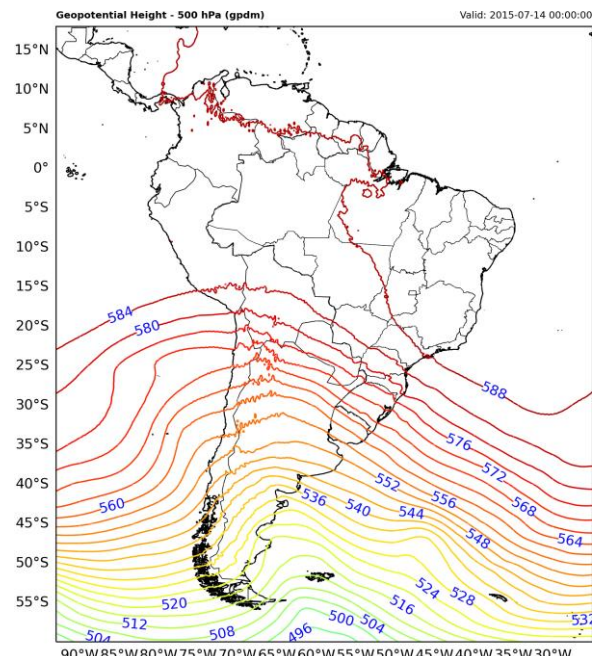 Geopotential Height - 500 hPa (gpdm) Valid: 2015-07-14 00:00:00
15°N
10°N
5°N
0°
5°S
10°S
15°S
584
20°S
580
25°S
588
30°S
576
35°S
572
552
40°S
556
568
560
536
540
544
45°S
548
564
50°S
524
528
520
516
55°S
532
512
508
500
504
504
496
90°W 85°W 80°W 75°W 70°W 65°W 60°W 55°W 50°W 45°W 40°W 35°W 30°W